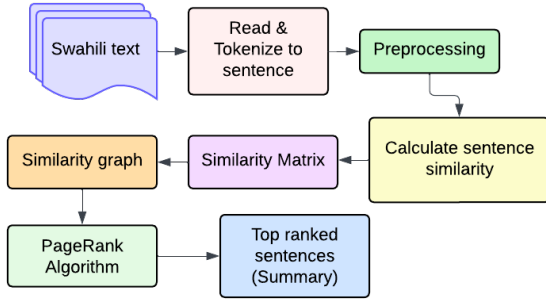 Swahili text
Read &
Tokenize to
sentence
Preprocessing
Calculate sentence
similarity
Similarity Matrix
Similarity graph
PageRank
Algorithm
Top ranked
sentences
(Summary)